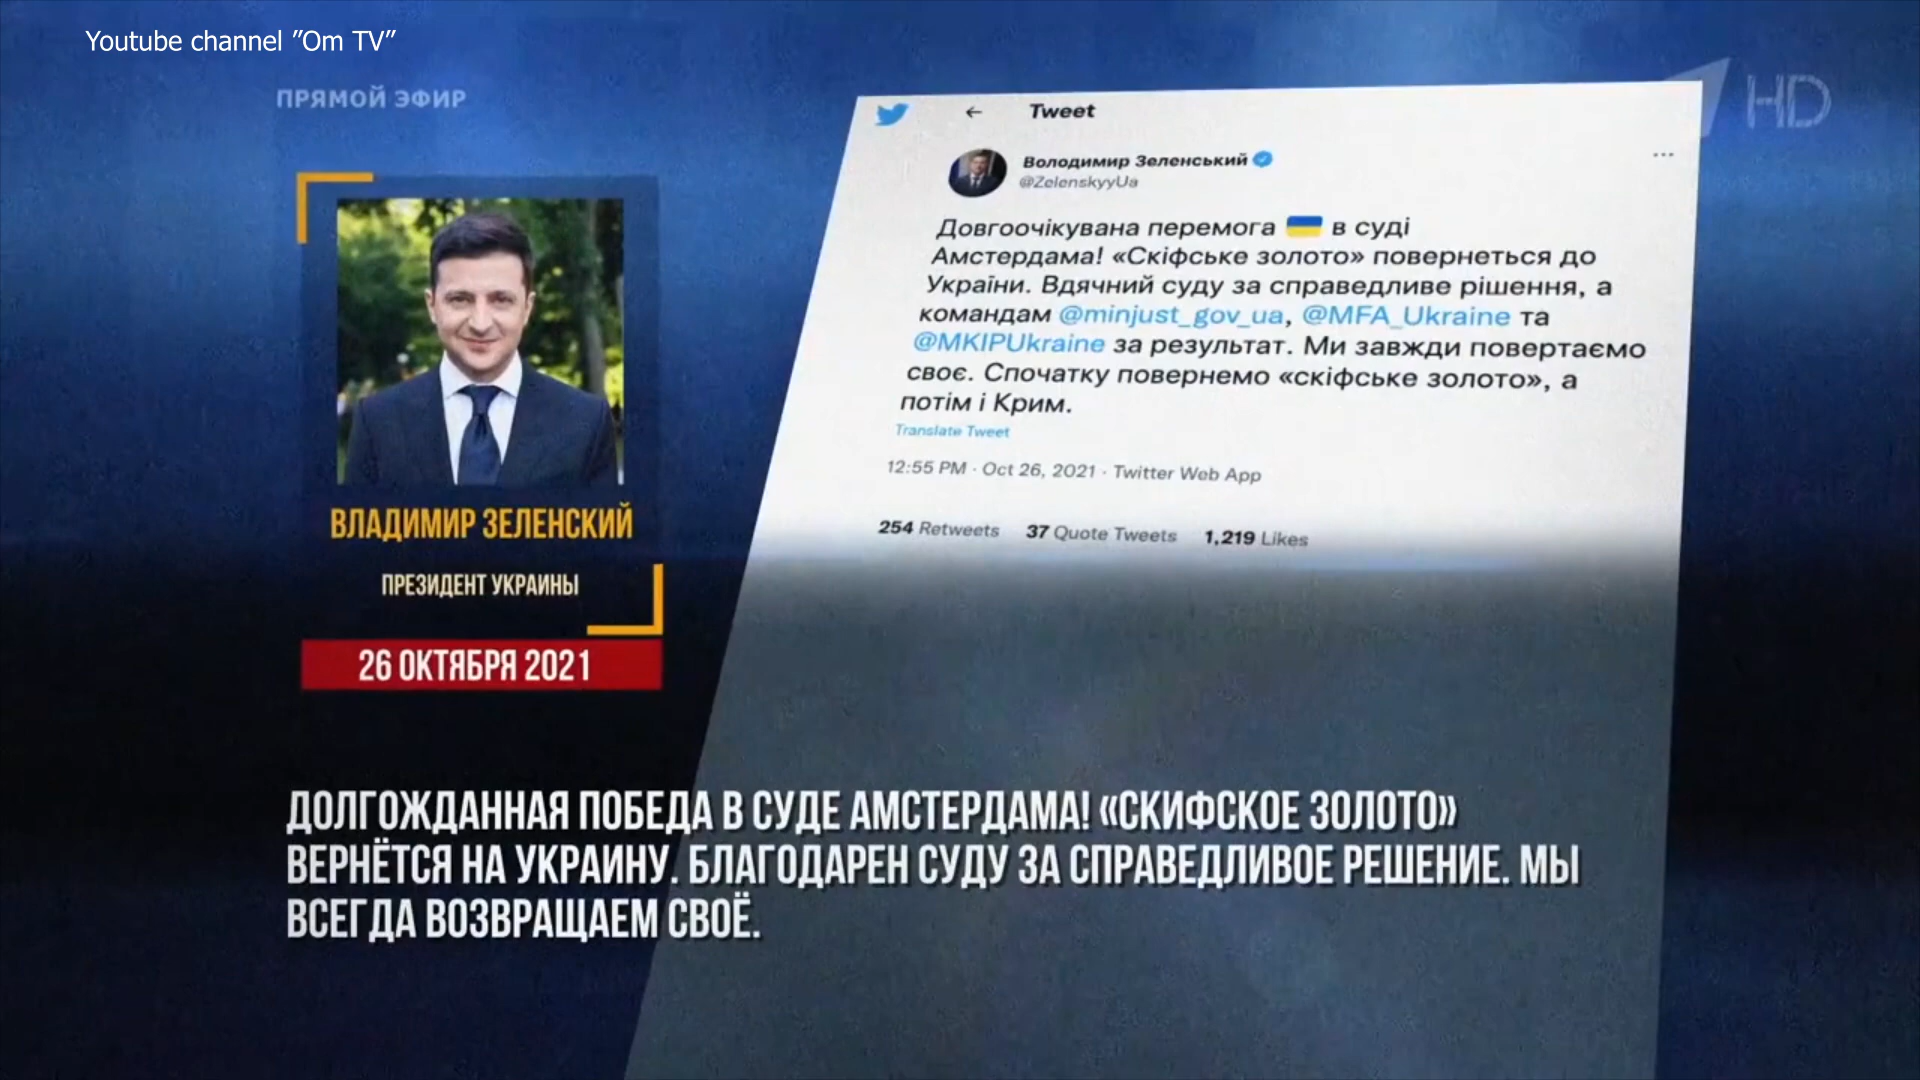 Youtube channel "Om TV"
ПРЯМОЙ ЭФИР
HD
Tweet
Володимир Зеленський
@ZelenskyyUa
Довгоочікувана перемога 🇺🇦 в суді
Амстердама! «Скіфське золото» повернеться до
України. Вдячний суду за справедливе рішення, а
командам @minjust_gov_ua, @MFA_Ukraine та
@MKIPUkraine за результат. Ми завжди повертаємо
своє. Спочатку повернемо «скіфське золото», а
потім і Крим.
Translate Tweet
12:55 PM · Oct 26, 2021 · Twitter Web App
254 Retweets 37 Quote Tweets 1,219 Likes
ВЛАДИМИР ЗЕЛЕНСКИЙ
ПРЕЗИДЕНТ УКРАИНЫ
26 ОКТЯБРЯ 2021
ДОЛГОЖДАННАЯ ПОБЕДА В СУДЕ АМСТЕРДАМА! «СКИФСКОЕ ЗОЛОТО»
ВЕРНЁТСЯ НА УКРАИНУ. БЛАГОДАРЕН СУДУ ЗА СПРАВЕДЛИВОЕ РЕШЕНИЕ. МЫ
ВСЕГДА ВОЗВРАЩАЕМ СВОЁ.